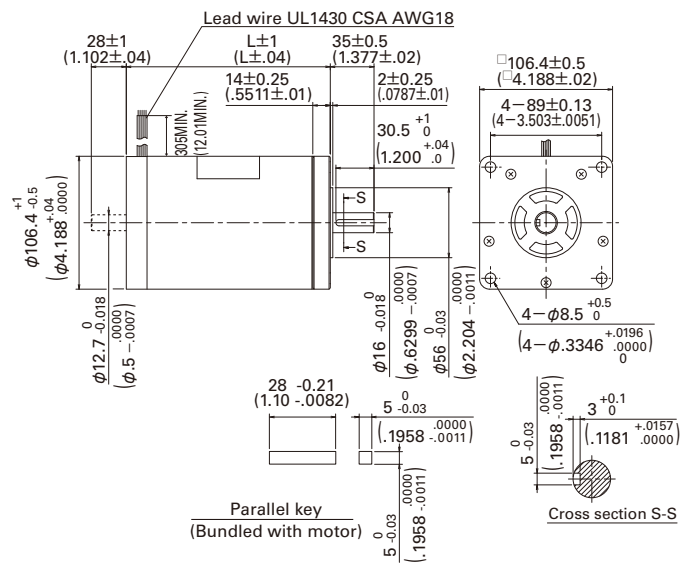 Lead wire UL1430 CSA AWG18
28±1
(1.102±.04)
L±1
(L±.04)
35±0.5
(1.377±.02)
14±0.25
(.5511±.01)
2±0.25
(.0787±.01)
305MIN.
(12.01MIN.)
30.5 +1 0
(1.200 +.04 .0)
□106.4±0.5
(□4.188±.02)
4−89±0.13
(4−3.503±.0051)
S
S
φ106.4 +1 -0.5
(φ4.188 +.04 .0000)
φ12.7 0 -0.018
(φ.5 .0000 −.0007)
φ16 0 -0.018
(φ.6299 .0000 −.0007)
φ56 0 -0.03
(φ2.204 .0000 −.0011)
4−φ8.5 +0.5 0
(4−φ.3346 +.0196 .0000 0)
28 -0.21
(1.10 -.0082)
5 0 -0.03
(.1958 .0000 -.0011)
5 0 -0.03
(.1958 .0000 -.0011)
Parallel key
(Bundled with motor)
5 0 -0.03
(.1958 .0000 -.0011)
3 +0.1 0
(.1181 +.0157 .0000)
Cross section S-S